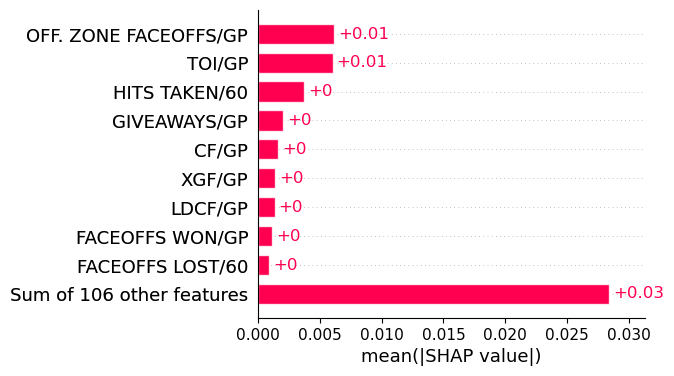 OFF. ZONE FACEOFFS/GP +0.01
TOI/GP +0.01
HITS TAKEN/60 +0
GIVEAWAYS/GP +0
CF/GP +0
XGF/GP +0
LDCF/GP +0
FACEOFFS WON/GP +0
FACEOFFS LOST/60 +0
Sum of 106 other features +0.03
0.000 0.005 0.010 0.015 0.020 0.025 0.030
mean(|SHAP value|)